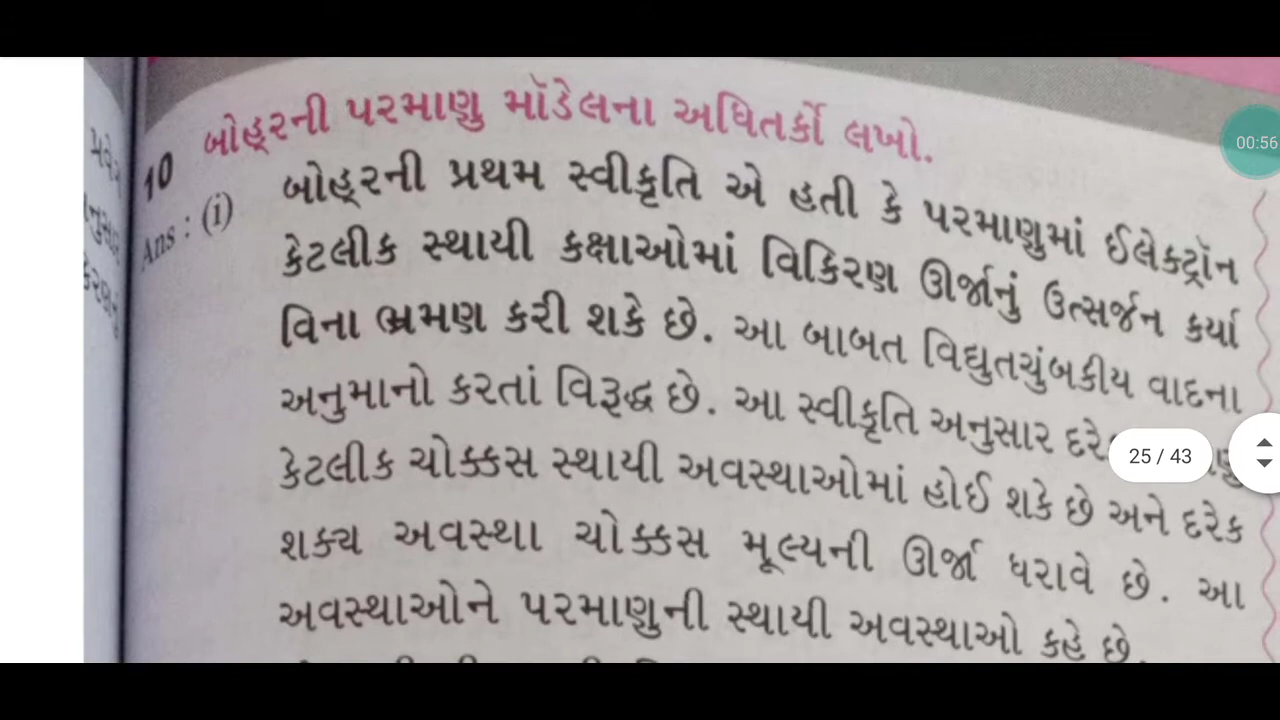 બોહ્રની પરમાણુ મૉડેલના અધિતર્કો લખો.
10
Ans : (i) બોહ્રની પ્રથમ સ્વીકૃતિ એ હતી કે પરમાણુમાં ઈલેક્ટ્રૉન
કેટલીક સ્થાયી કક્ષાઓમાં વિકિરણ ઊર્જાનું ઉત્સર્જન કર્યા
વિના ભ્રમણ કરી શકે છે. આ બાબત વિદ્યુતચુંબકીય વાદના
અનુમાનો કરતાં વિરૂદ્ધ છે. આ સ્વીકૃતિ અનુસાર
કેટલીક ચોક્કસ સ્થાયી અવસ્થાઓમાં હોઈ શકે છે અને દરેક
શક્ય અવસ્થા ચોક્કસ મૂલ્યની ઊર્જા ધરાવે છે. આ
અવસ્થાઓને પરમાણુની સ્થાયી અવસ્થાઓ કહે છે.
00:56
25 / 43